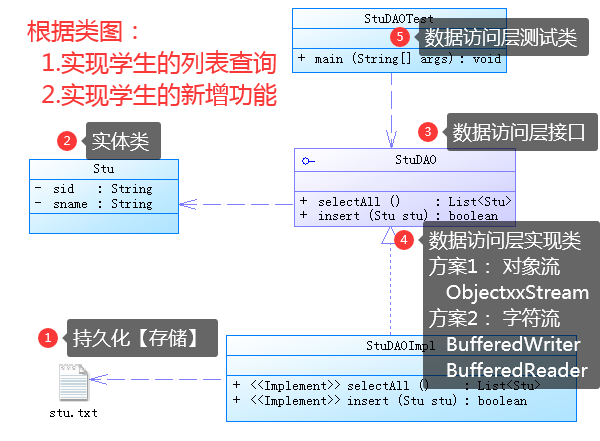 根据类图：
1.实现学生的列表查询
2.实现学生的新增功能
StuDAOTest
5 数据访问层测试类
+ main (String[] args) : void
2 实体类
3 数据访问层接口
Stu
- sid : String
- sname : String
StuDAO
+ selectAll () : List<Stu>
+ insert (Stu stu) : boolean
4 数据访问层实现类
方案1： 对象流
ObjectxxStream
方案2： 字符流
BufferedWriter
BufferedReader
1 持久化【存储】
stu.txt
StuDAOImpl
+ <<Implement>> selectAll () : List<Stu>
+ <<Implement>> insert (Stu stu) : boolean